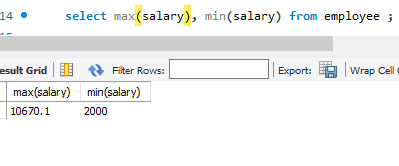 14 select max(salary), min(salary) from employee ;
esult Grid Filter Rows: Export: Wrap Cell C
max(salary) min(salary)
10670.1 2000